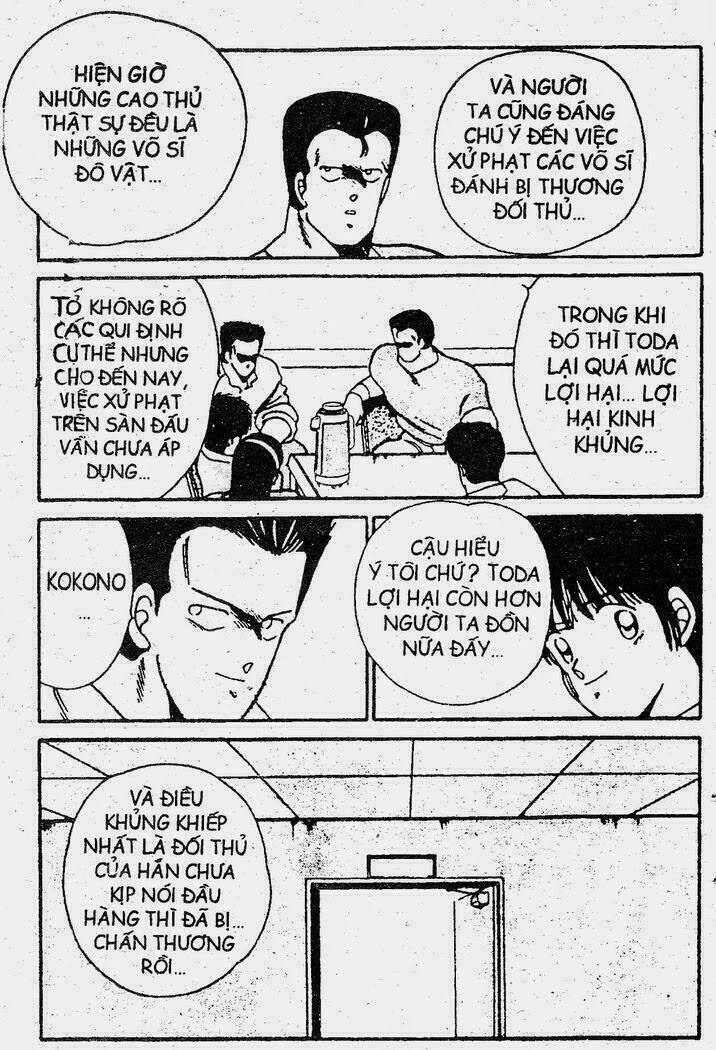 HIỆN GIỜ
NHỮNG CAO THỦ
THẬT SỰ ĐỀU LÀ
NHỮNG VÕ SĨ
ĐÔ VẬT...
VÀ NGƯỜI
TA CŨNG ĐÁNG
CHÚ Ý ĐẾN VIỆC
XỬ PHẠT CÁC VÕ SĨ
ĐÁNH BỊ THƯƠNG
ĐỐI THỦ...
TỚ KHÔNG RÕ
CÁC QUI ĐỊNH
CỤ THỂ NHƯNG
CHO ĐẾN NAY,
VIỆC XỬ PHẠT
TRÊN SÀN ĐẤU
VẪN CHƯA ÁP
DỤNG...
TRONG KHI
ĐÓ THÌ TODA
LẠI QUÁ MỨC
LỢI HẠI... LỢI
HẠI KINH
KHỦNG...
KOKONO
...
CẬU HIỂU
Ý TÔI CHỨ? TODA
LỢI HẠI CÒN HƠN
NGƯỜI TA ĐỒN
NỮA ĐẤY...
VÀ ĐIỀU
KHỦNG KHIẾP
NHẤT LÀ ĐỐI THỦ
CỦA HẮN CHƯA
KỊP NÓI ĐẦU
HÀNG THÌ ĐÃ BỊ...
CHẤN THƯƠNG
RỒI...